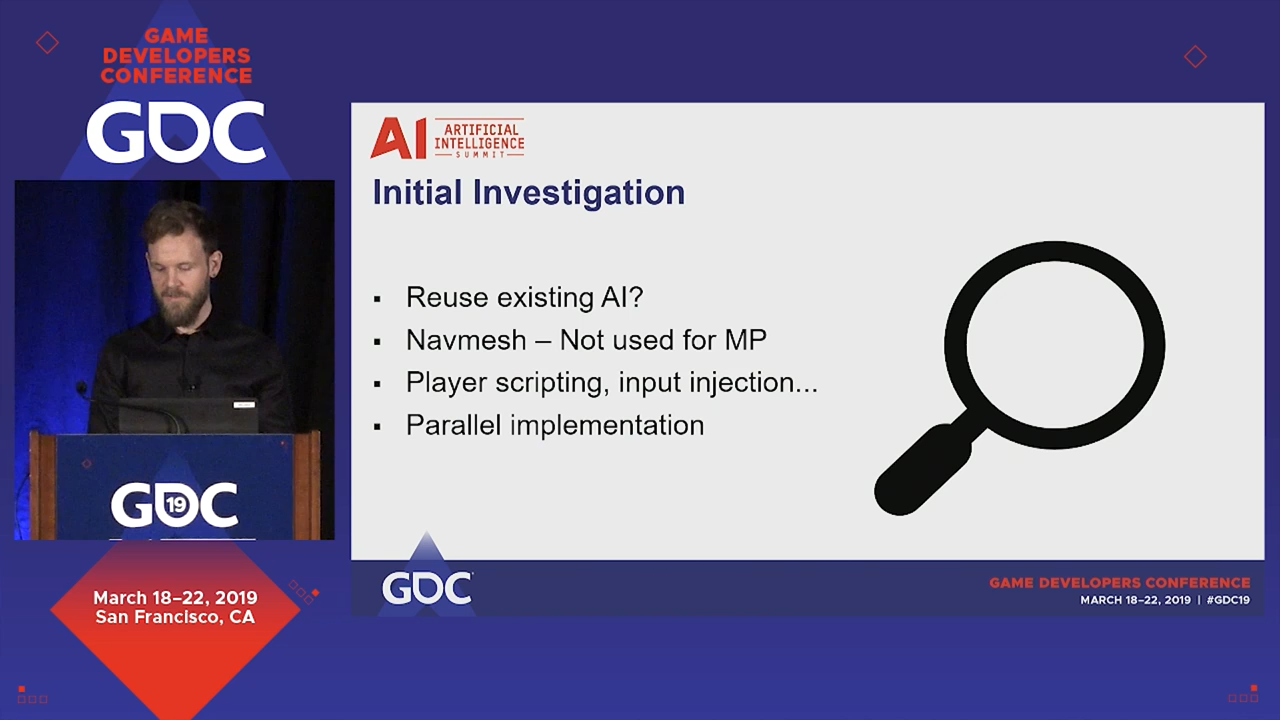 GAME
DEVELOPERS
CONFERENCE
GDC
AI ARTIFICIAL
INTELLIGENCE
SUMMIT
Initial Investigation
▪ Reuse existing AI?
▪ Navmesh – Not used for MP
▪ Player scripting, input injection...
▪ Parallel implementation
GDC
19
March 18–22, 2019
San Francisco, CA
GDC
GAME DEVELOPERS CONFERENCE
MARCH 18–22, 2019 | #GDC19